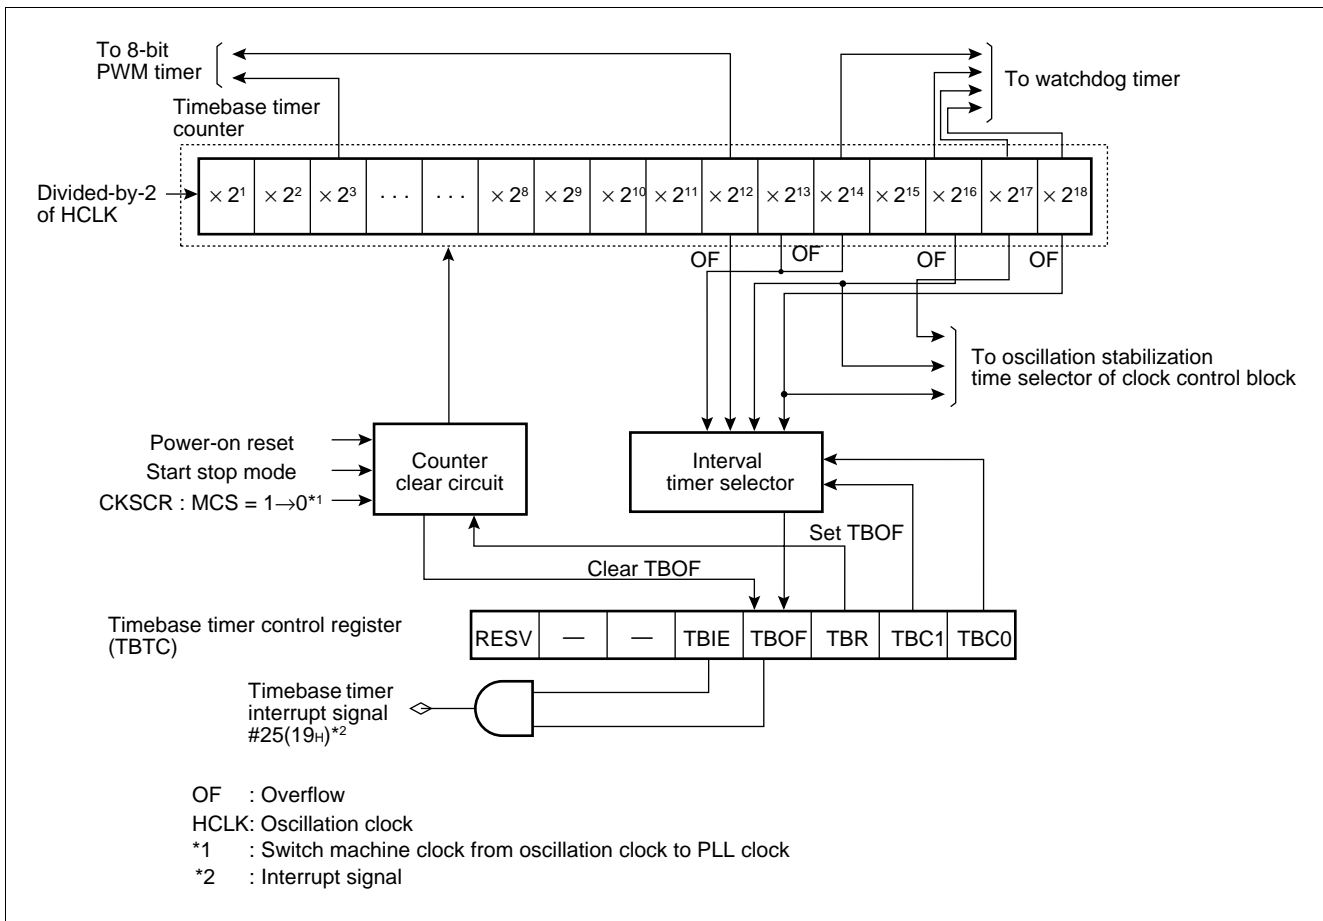 To 8-bit
PWM timer
To watchdog timer
Timebase timer
counter
Divided-by-2
of HCLK
× 2¹ × 2² × 2³ · · · · · · × 2⁸ × 2⁹ × 2¹⁰ × 2¹¹ × 2¹² × 2¹³ × 2¹⁴ × 2¹⁵ × 2¹⁶ × 2¹⁷ × 2¹⁸
OF OF OF OF
To oscillation stabilization
time selector of clock control block
Power-on reset
Start stop mode
CKSCR : MCS = 1→0*1
Counter
clear circuit
Interval
timer selector
Set TBOF
Clear TBOF
Timebase timer control register
(TBTC)
RESV — — TBIE TBOF TBR TBC1 TBC0
Timebase timer
interrupt signal
#25(19H)*2
OF : Overflow
HCLK: Oscillation clock
*1 : Switch machine clock from oscillation clock to PLL clock
*2 : Interrupt signal